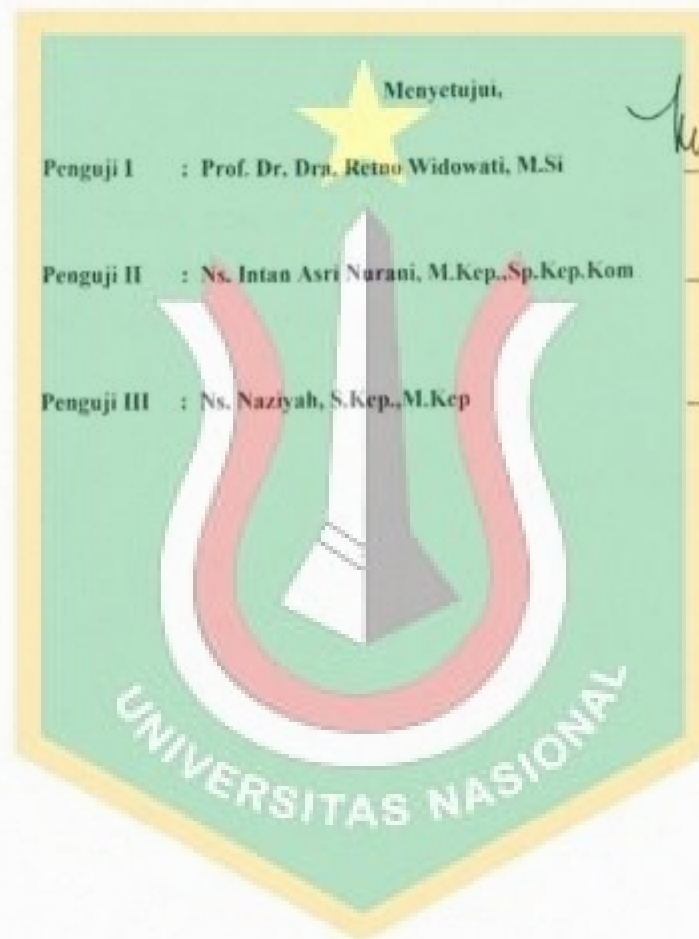 Menyetujui,
Penguji I : Prof. Dr. Dra. Retno Widowati, M.Si
Penguji II : Ns. Intan Asri Nurani, M.Kep.,Sp.Kep.Kom
Penguji III : Ns. Naziyah, S.Kep.,M.Kep
UNIVERSITAS NASIONAL